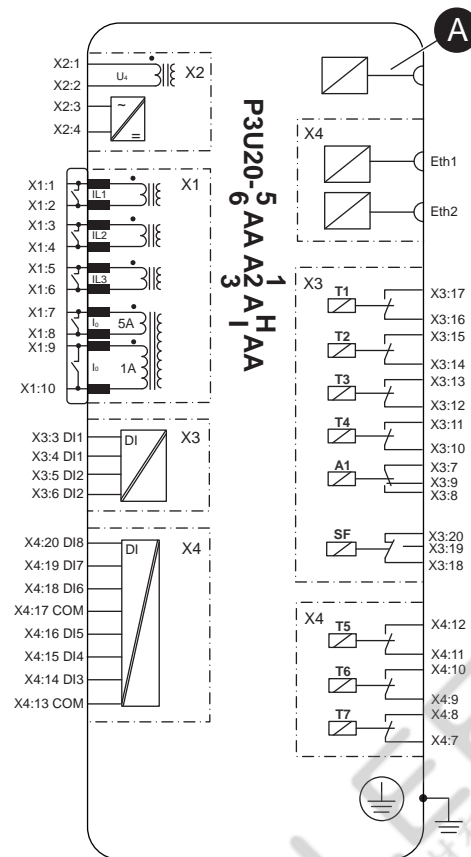 A
X2:1
X2:2
X2:3
X2:4
U₄
X2
~
=
X1:1
X1:2
X1:3
X1:4
X1:5
X1:6
X1:7
X1:8
X1:9
X1:10
X1
IL1
IL2
IL3
I₀ 5A
I₀ 1A
X3:3 DI1
X3:4 DI1
X3:5 DI2
X3:6 DI2
DI
X3
X4:20 DI8
X4:19 DI7
X4:18 DI6
X4:17 COM
X4:16 DI5
X4:15 DI4
X4:14 DI3
X4:13 COM
DI
X4
5 1
P3U20- AA A2 A H AA
6 3 I
X4
Eth1
Eth2
X3
T1
X3:17
X3:16
T2
X3:15
X3:14
T3
X3:13
X3:12
T4
X3:11
X3:10
A1
X3:7
X3:9
X3:8
SF
X3:20
X3:19
X3:18
X4
T5
X4:12
X4:11
T6
X4:10
X4:9
T7
X4:8
X4:7